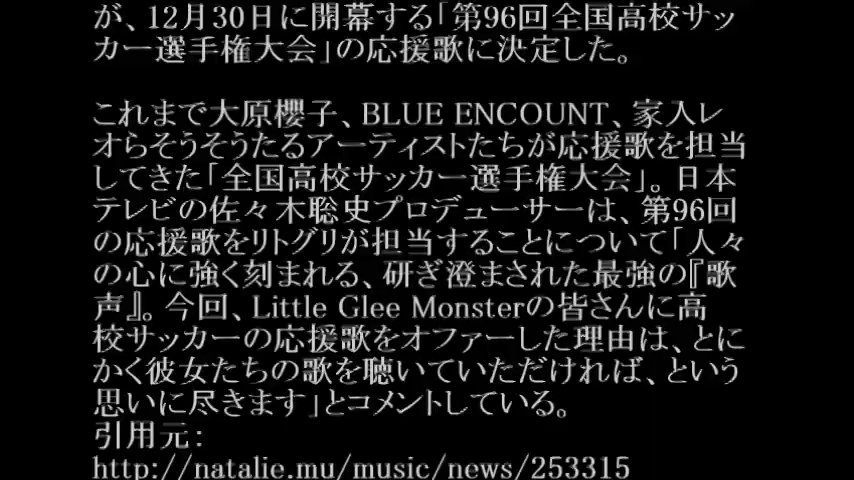 が、12月30日に開幕する「第96回全国高校サッ
カー選手権大会」の応援歌に決定した。
これまで大原櫻子、BLUE ENCOUNT、家入レ
オらそうそうたるアーティストたちが応援歌を担当
してきた「全国高校サッカー選手権大会」。日本
テレビの佐々木聡史プロデューサーは、第96回
の応援歌をリトグリが担当することについて「人々
の心に強く刻まれる、研ぎ澄まされた最強の『歌
声』。今回、Little Glee Monsterの皆さんに高
校サッカーの応援歌をオファーした理由は、とに
かく彼女たちの歌を聴いていただければ、という
思いに尽きます」とコメントしている。
引用元：
http://natalie.mu/music/news/253315